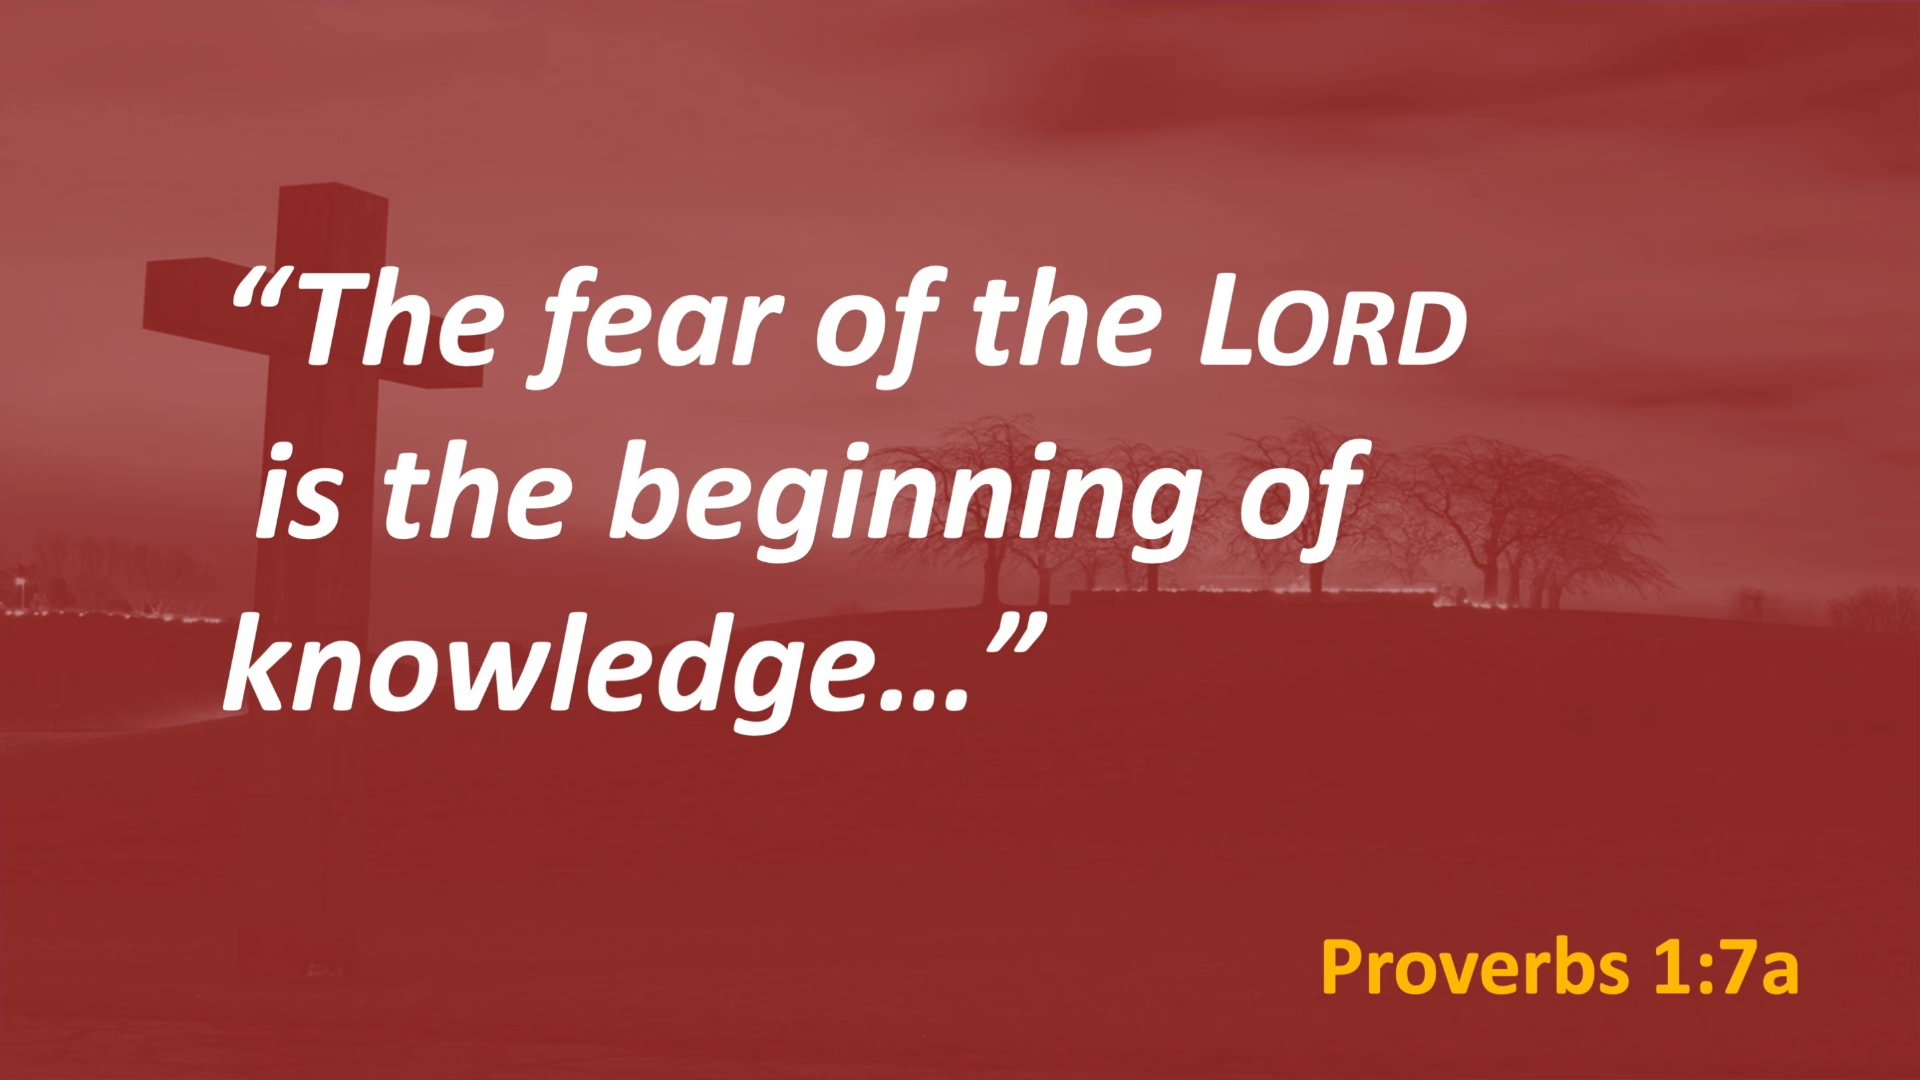 “The fear of the LORD
is the beginning of
knowledge…”
Proverbs 1:7a